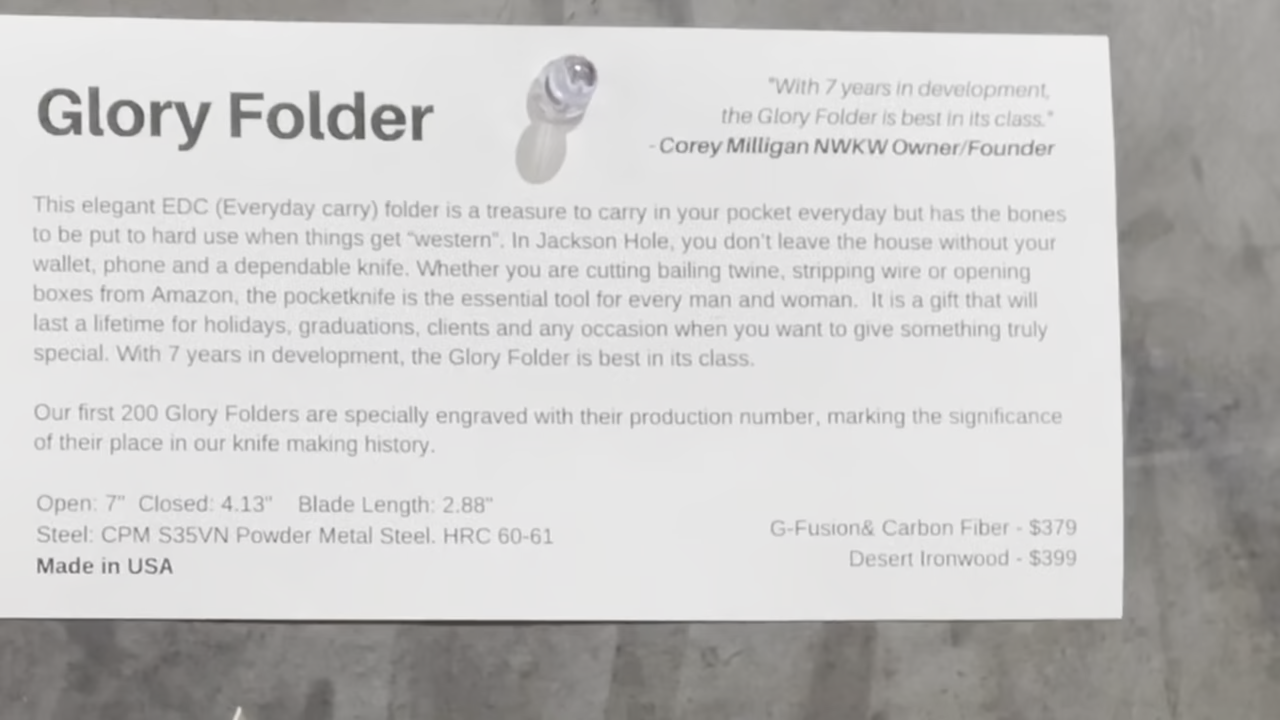 Glory Folder
"With 7 years in development,
the Glory Folder is best in its class."
- Corey Milligan NWKW Owner/Founder
This elegant EDC (Everyday carry) folder is a treasure to carry in your pocket everyday but has the bones
to be put to hard use when things get "western". In Jackson Hole, you don't leave the house without your
wallet, phone and a dependable knife. Whether you are cutting bailing twine, stripping wire or opening
boxes from Amazon, the pocketknife is the essential tool for every man and woman.  It is a gift that will
last a lifetime for holidays, graduations, clients and any occasion when you want to give something truly
special. With 7 years in development, the Glory Folder is best in its class.
Our first 200 Glory Folders are specially engraved with their production number, marking the significance
of their place in our knife making history.
Open: 7"  Closed: 4.13"    Blade Length: 2.88"
Steel: CPM S35VN Powder Metal Steel. HRC 60-61
Made in USA
G-Fusion& Carbon Fiber - $379
Desert Ironwood - $399